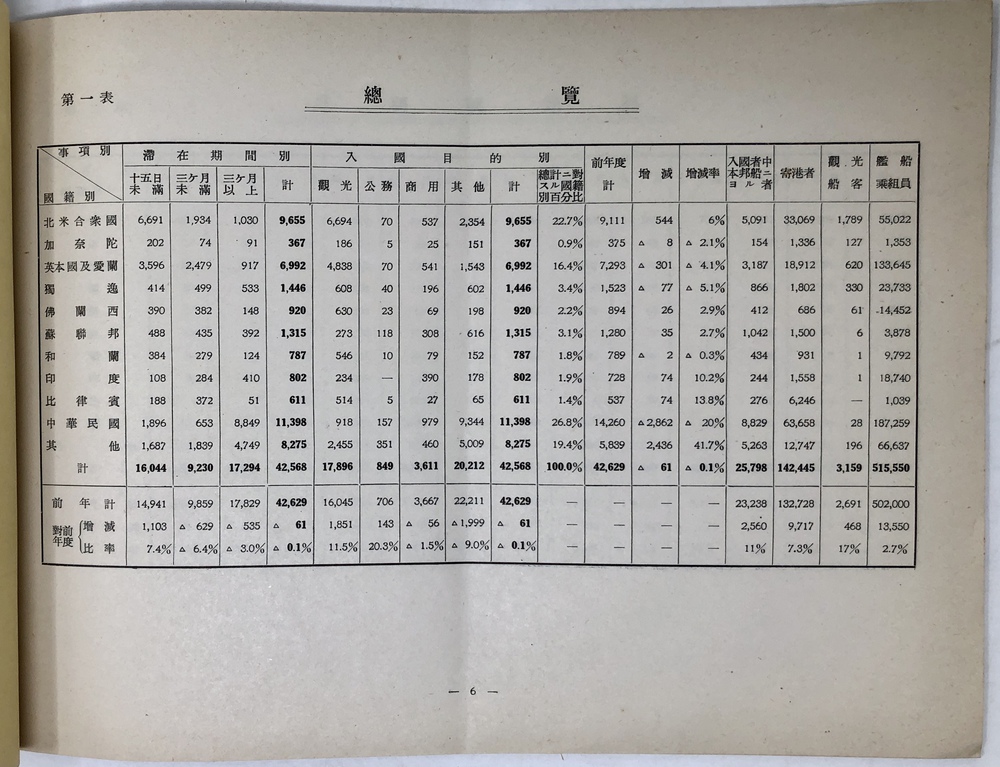 第一表 總覽
事項別 滯在期間別 入國目的別 前年度計 增減 增減率 入國者中本邦船ニヨル者 寄港者 觀光船客 艦船乘組員
國籍別 十五日未滿 三ケ月未滿 三ケ月以上 計 觀光 公務 商用 其他 計 總計ニ對スル國籍別百分比
北米合衆國 6,691 1,934 1,030 9,655 6,694 70 537 2,354 9,655 22.7% 9,111 544 6% 5,091 33,069 1,789 55,022
加奈陀 202 74 91 367 186 5 25 151 367 0.9% 375 △ 8 △ 2.1% 154 1,336 127 1,353
英本國及愛蘭 3,596 2,479 917 6,992 4,838 70 541 1,543 6,992 16.4% 7,293 △ 301 △ 4.1% 3,187 18,912 620 133,645
獨逸 414 499 533 1,446 608 40 196 602 1,446 3.4% 1,523 △ 77 △ 5.1% 866 1,802 330 23,733
佛蘭西 390 382 148 920 630 23 69 198 920 2.2% 894 26 2.9% 412 686 61 14,452
蘇聯邦 488 435 392 1,315 273 118 308 616 1,315 3.1% 1,280 35 2.7% 1,042 1,500 6 3,878
和蘭 384 279 124 787 546 10 79 152 787 1.8% 789 △ 2 △ 0.3% 434 931 1 9,792
印度 108 284 410 802 234 — 390 178 802 1.9% 728 74 10.2% 244 1,558 1 18,740
比律賓 188 372 51 611 514 5 27 65 611 1.4% 537 74 13.8% 276 6,246 — 1,039
中華民國 1,896 653 8,849 11,398 918 157 979 9,344 11,398 26.8% 14,260 △2,862 △ 20% 8,829 63,658 28 187,259
其他 1,687 1,839 4,749 8,275 2,455 351 460 5,009 8,275 19.4% 5,839 2,436 41.7% 5,263 12,747 196 66,637
計 16,044 9,230 17,294 42,568 17,896 849 3,611 20,212 42,568 100.0% 42,629 △ 61 △ 0.1% 25,798 142,445 3,159 515,550
前年計 14,941 9,859 17,829 42,629 16,045 706 3,667 22,211 42,629 — — — — 23,238 132,728 2,691 502,000
對前年度 增減 1,103 △ 629 △ 535 △ 61 1,851 143 △ 56 △1,999 △ 61 — — — — 2,560 9,717 468 13,550
比率 7.4% △ 6.4% △ 3.0% △ 0.1% 11.5% 20.3% △ 1.5% △ 9.0% △ 0.1% — — — — 11% 7.3% 17% 2.7%
— 6 —